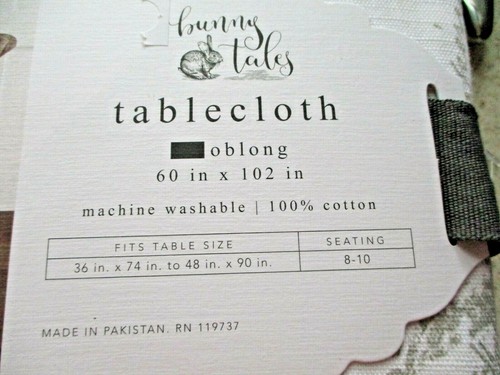 bunny
tales
tablecloth
oblong
60 in x 102 in
machine washable | 100% cotton
FITS TABLE SIZE SEATING
36 in. x 74 in. to 48 in. x 90 in. 8-10
MADE IN PAKISTAN. RN 119737